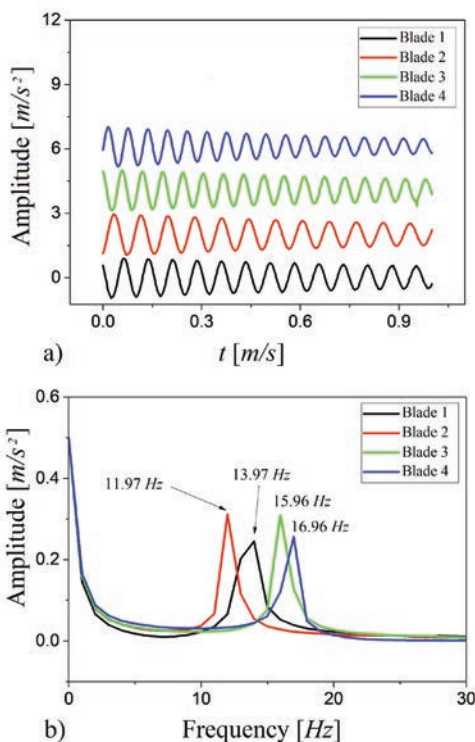 12
9
6
3
0
Amplitude [m/s²]
Blade 1
Blade 2
Blade 3
Blade 4
0.0 0.3 0.6 0.9
a) t [m/s]
0.6
0.4
0.2
0.0
Amplitude [m/s²]
Blade 1
Blade 2
Blade 3
Blade 4
11.97 Hz
13.97 Hz
15.96 Hz
16.96 Hz
0 10 20 30
b) Frequency [Hz]